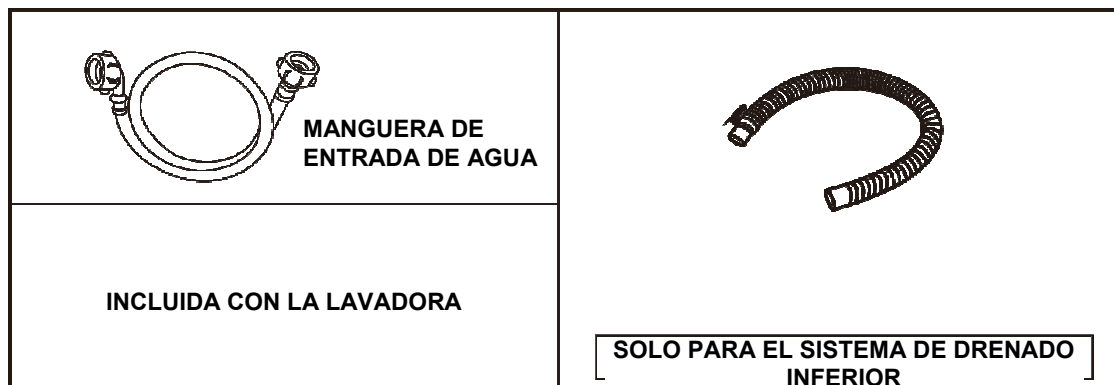 MANGUERA DE
ENTRADA DE AGUA
INCLUIDA CON LA LAVADORA
SOLO PARA EL SISTEMA DE DRENADO
INFERIOR